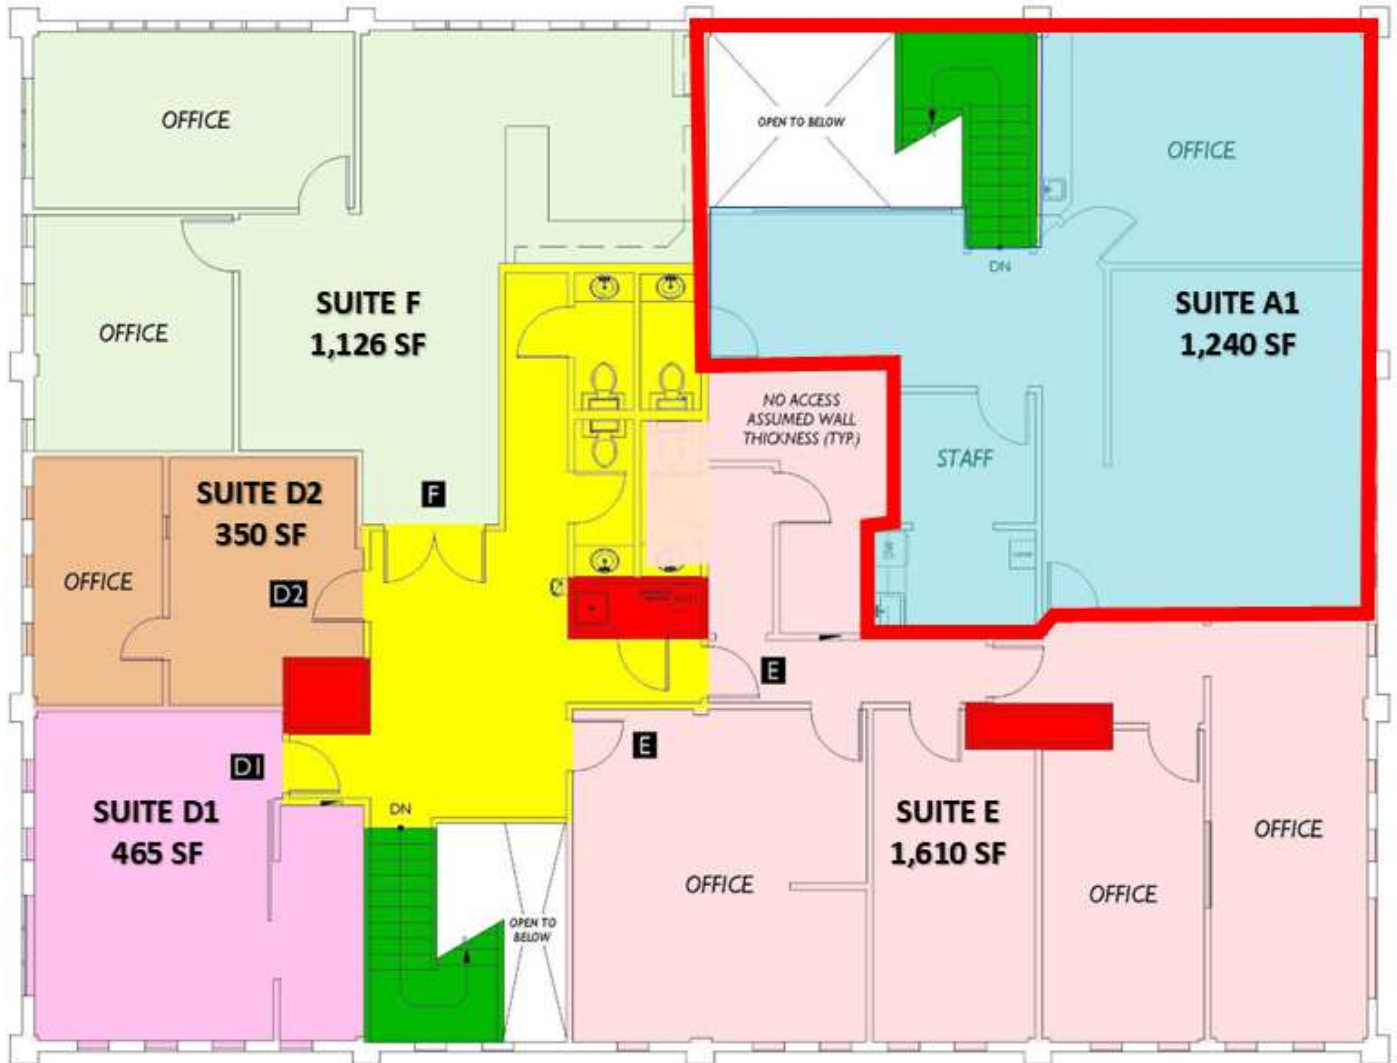 OFFICE
OPEN TO BELOW
OFFICE
DN
SUITE F
1,126 SF
OFFICE
SUITE A1
1,240 SF
NO ACCESS
ASSUMED WALL
THICKNESS (TYP.)
STAFF
SUITE D2
350 SF
F
OFFICE
D2
DW
E
D1
E
SUITE D1
465 SF
DN
SUITE E
1,610 SF
OFFICE
OFFICE
OFFICE
OPEN TO
BELOW